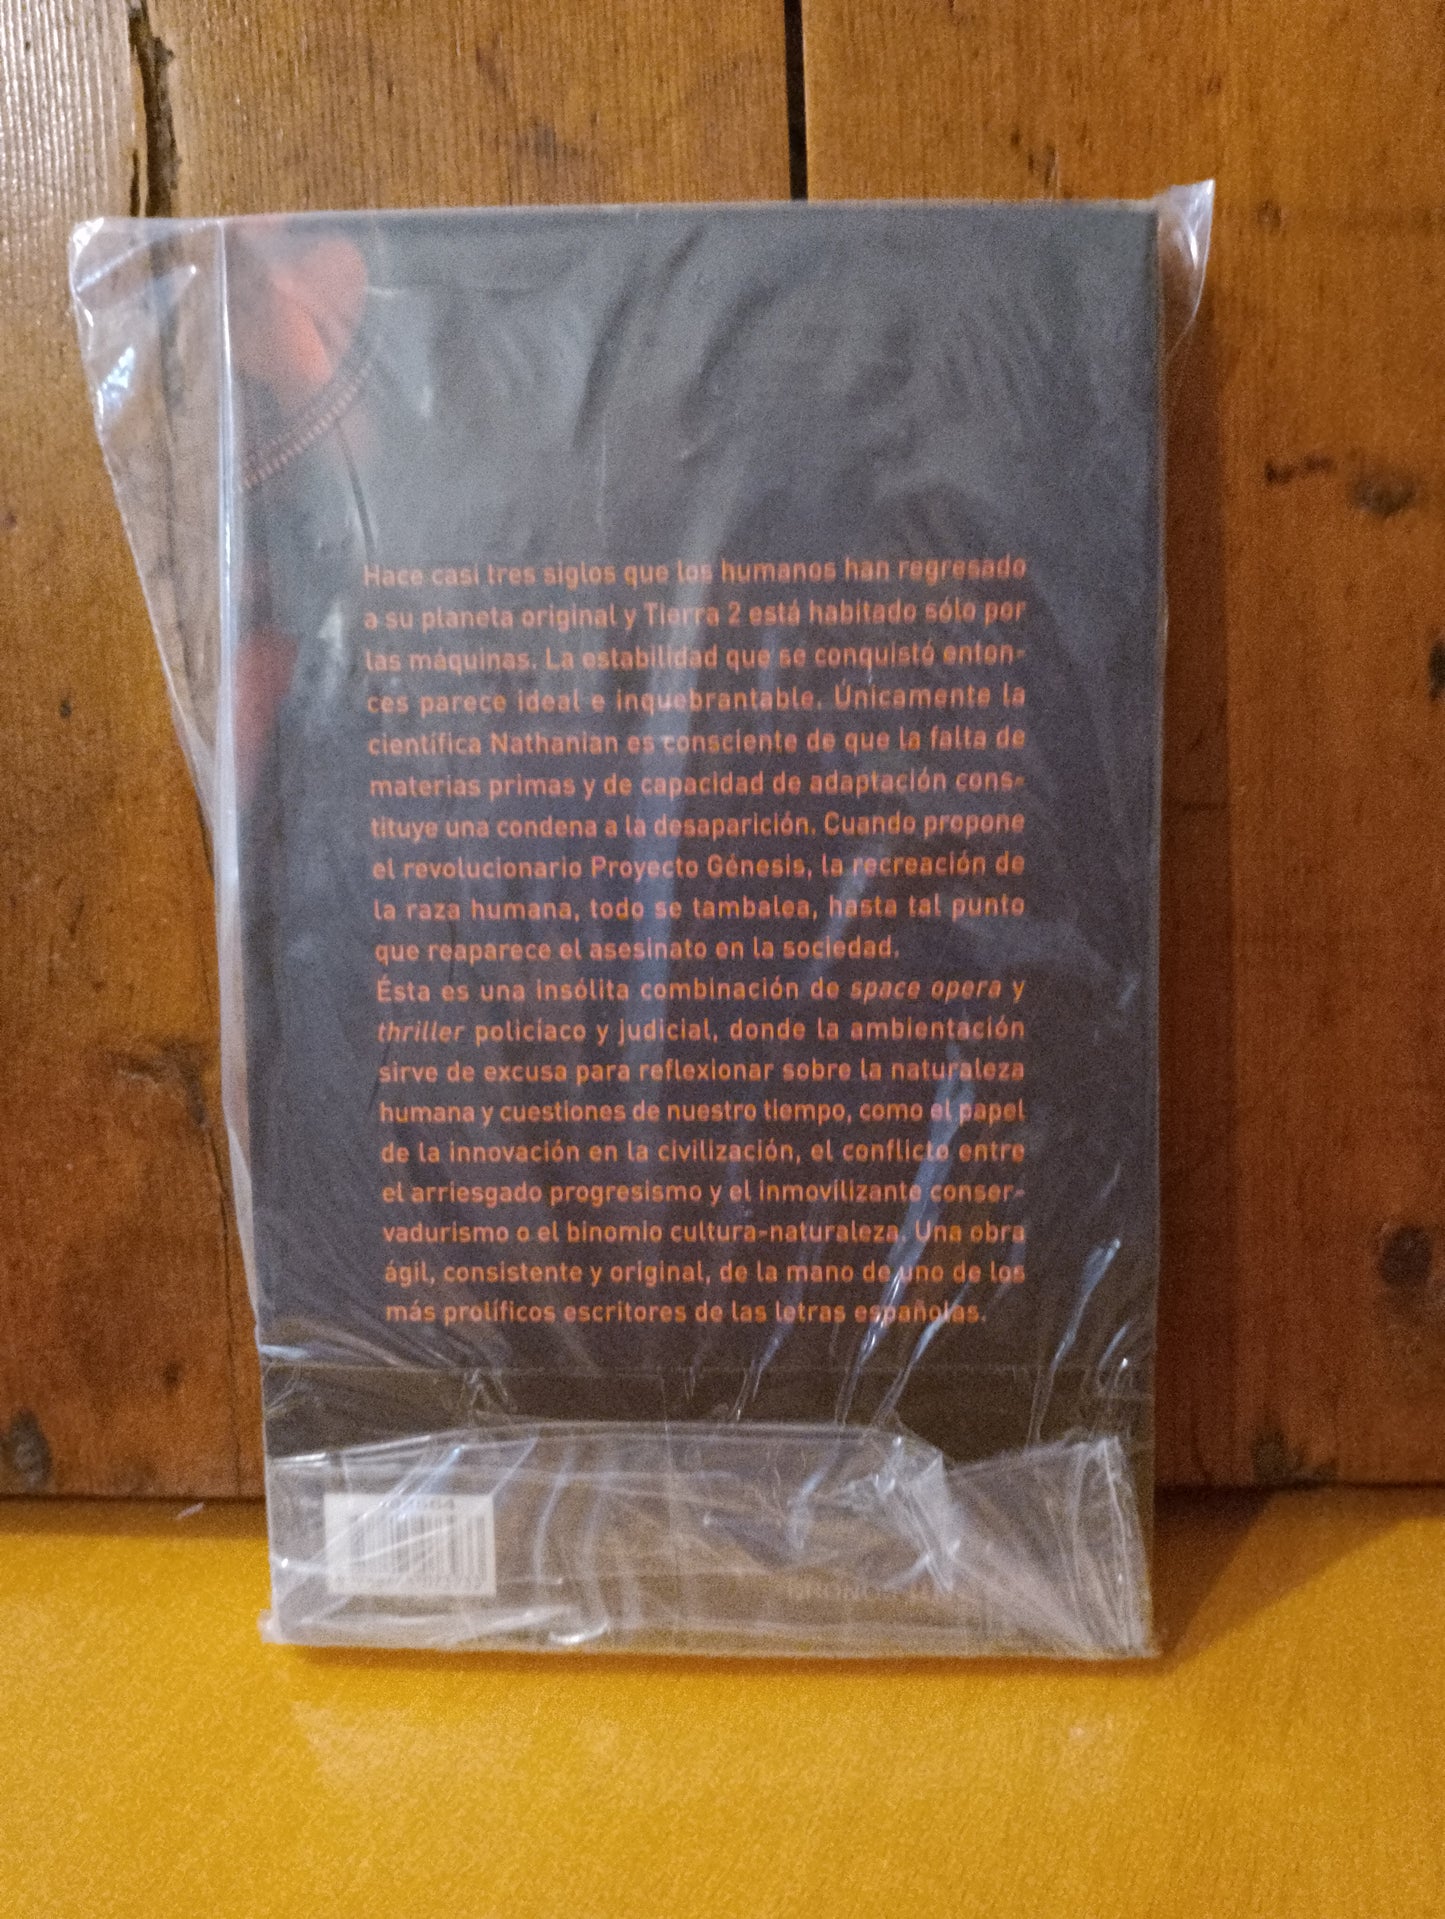 Hace casi tres siglos que los humanos han regresado
a su planeta original y Tierra 2 está habitado sólo por
las máquinas. La estabilidad que se conquistó enton-
ces parece ideal e inquebrantable. Únicamente la
científica Nathanian es consciente de que la falta de
materias primas y de capacidad de adaptación cons-
tituye una condena a la desaparición. Cuando propone
el revolucionario Proyecto Génesis, la recreación de
la raza humana, todo se tambalea, hasta tal punto
que reaparece el asesinato en la sociedad.
Ésta es una insólita combinación de space opera y
thriller policíaco y judicial, donde la ambientación
sirve de excusa para reflexionar sobre la naturaleza
humana y cuestiones de nuestro tiempo, como el papel
de la innovación en la civilización, el conflicto entre
el arriesgado progresismo y el inmovilizante conser-
vadurismo o el binomio cultura-naturaleza. Una obra
ágil, consistente y original, de la mano de uno de los
más prolíficos escritores de las letras españolas.